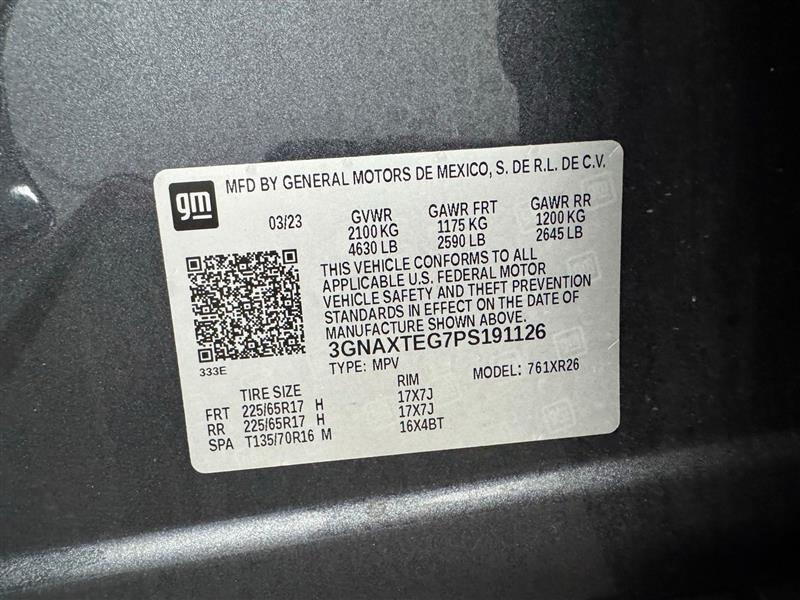 gm
MFD BY GENERAL MOTORS DE MEXICO, S. DE R.L. DE C.V.
03/23 GVWR GAWR FRT GAWR RR
2100 KG 1175 KG 1200 KG
4630 LB 2590 LB 2645 LB
THIS VEHICLE CONFORMS TO ALL
APPLICABLE U.S. FEDERAL MOTOR
VEHICLE SAFETY AND THEFT PREVENTION
STANDARDS IN EFFECT ON THE DATE OF
MANUFACTURE SHOWN ABOVE.
3GNAXTEG7PS191126
333E
TYPE: MPV MODEL: 761XR26
TIRE SIZE RIM
FRT 225/65R17 H 17X7J
RR 225/65R17 H 17X7J
SPA T135/70R16 M 16X4BT